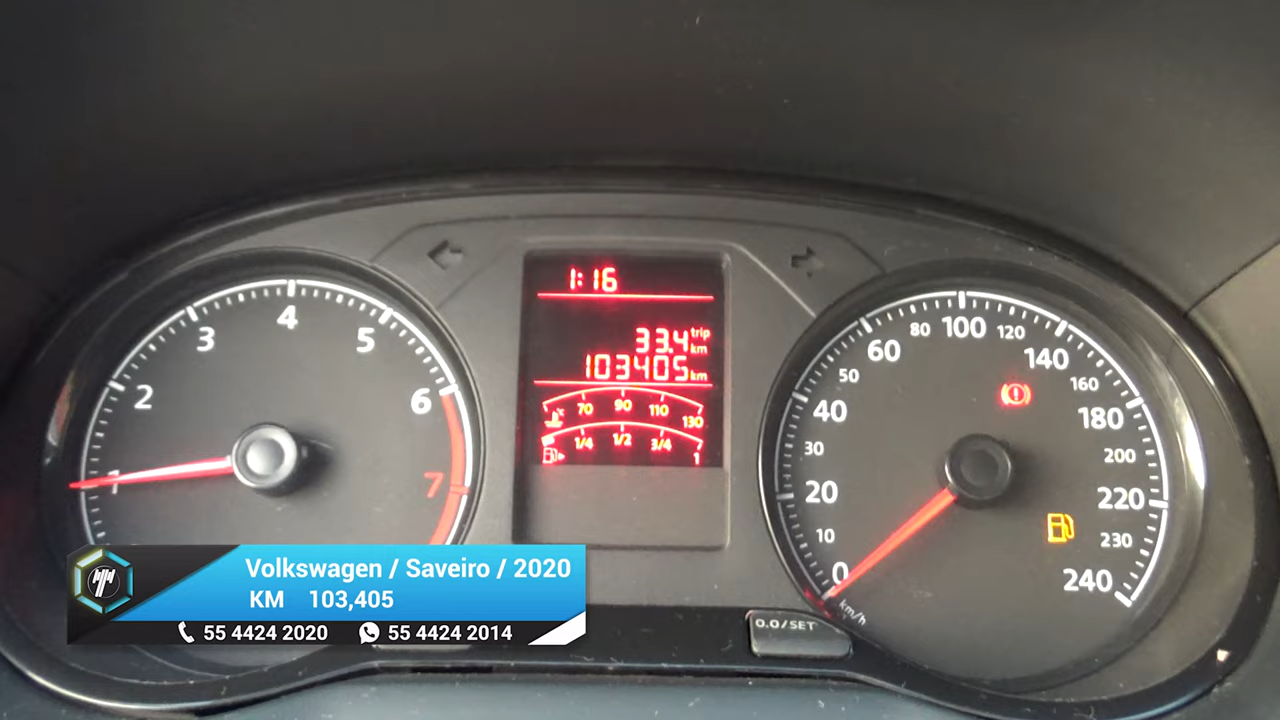 1:16
33.4 trip km
103405 km
70 90 110 130
1/4 1/2 3/4 1
1 2 3 4 5 6 7
0 10 20 30 40 50 60 80 100 120 140 160 180 200 220 230 240
km/h
0.0/SET
Volkswagen / Saveiro / 2020
KM 103,405
55 4424 2020 55 4424 2014